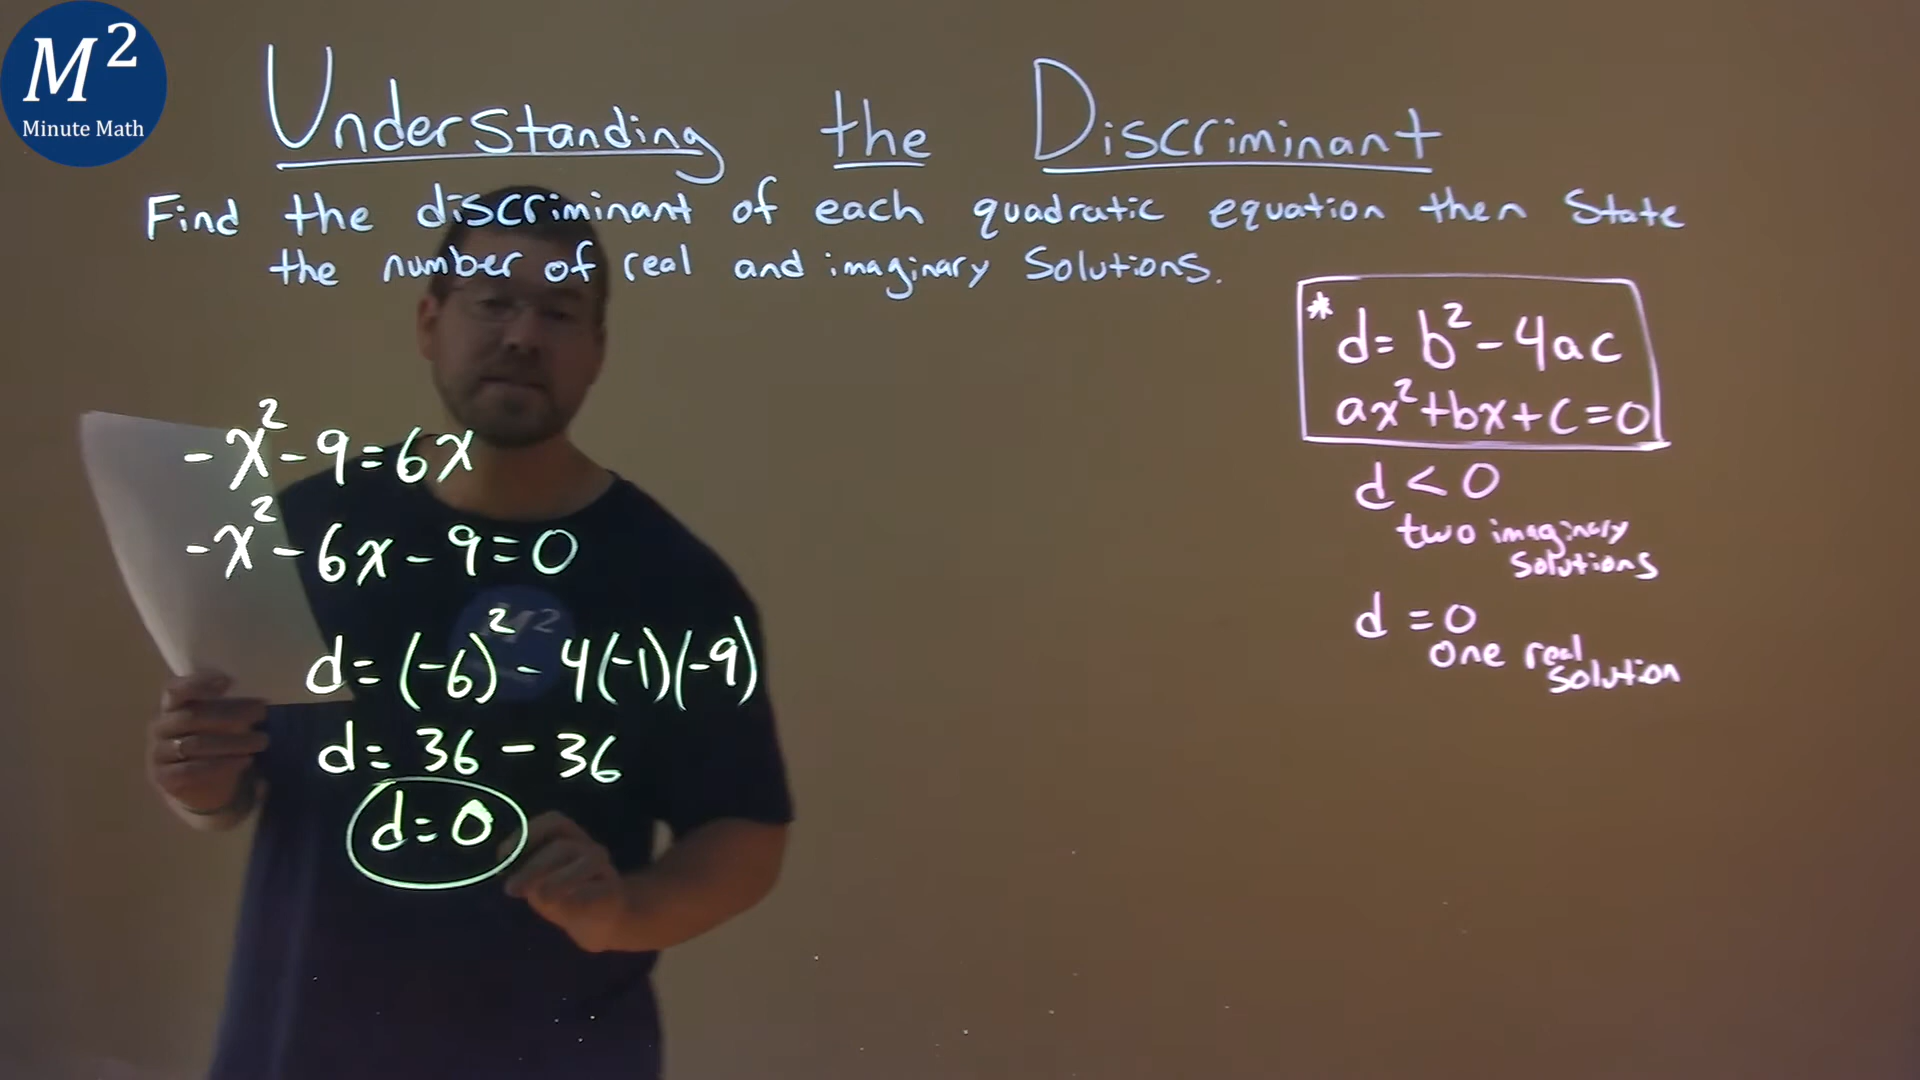 M²
Minute Math
Understanding the Discriminant
Find the discriminant of each quadratic equation then state
the number of real and imaginary solutions.
* d = b² - 4ac
ax² + bx + c = 0
d < 0
two imaginary
solutions
d = 0
one real
solution
-x² - 9 = 6x
-x² - 6x - 9 = 0
d = (-6)² - 4(-1)(-9)
d = 36 - 36
d = 0
M²